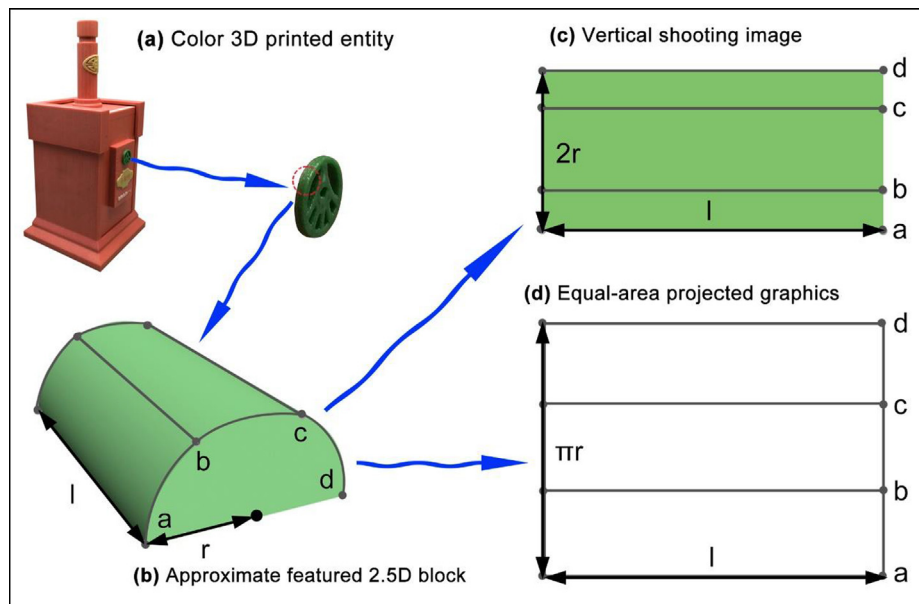 (a) Color 3D printed entity
(c) Vertical shooting image
d
c
2r
b
l
a
(d) Equal-area projected graphics
d
c
πr
b
l
a
b
c
d
a
l
r
(b) Approximate featured 2.5D block